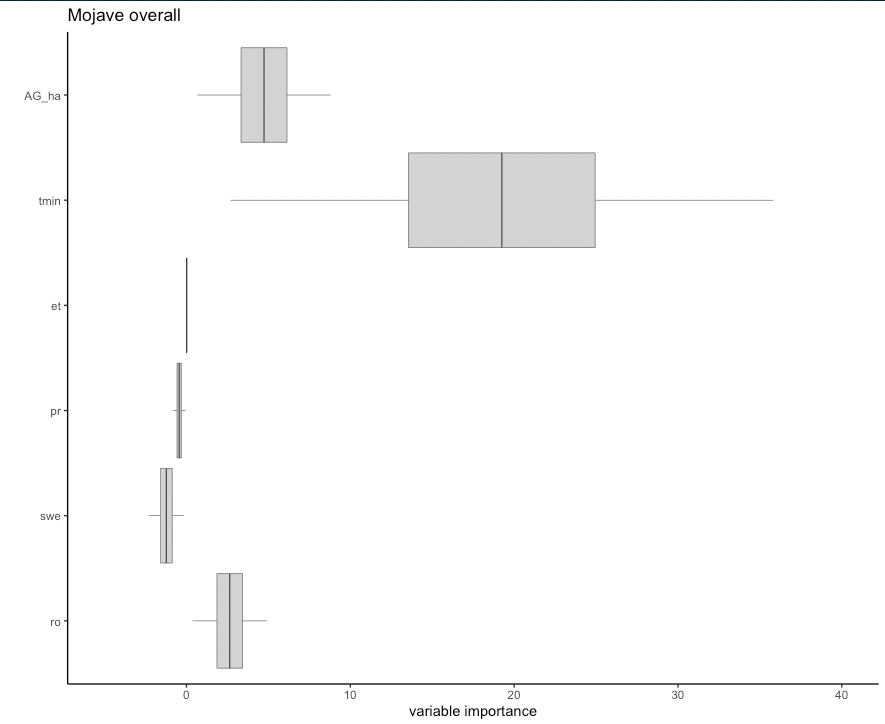 Mojave overall
AG_ha
tmin
et
pr
swe
ro
0 10 20 30 40
variable importance